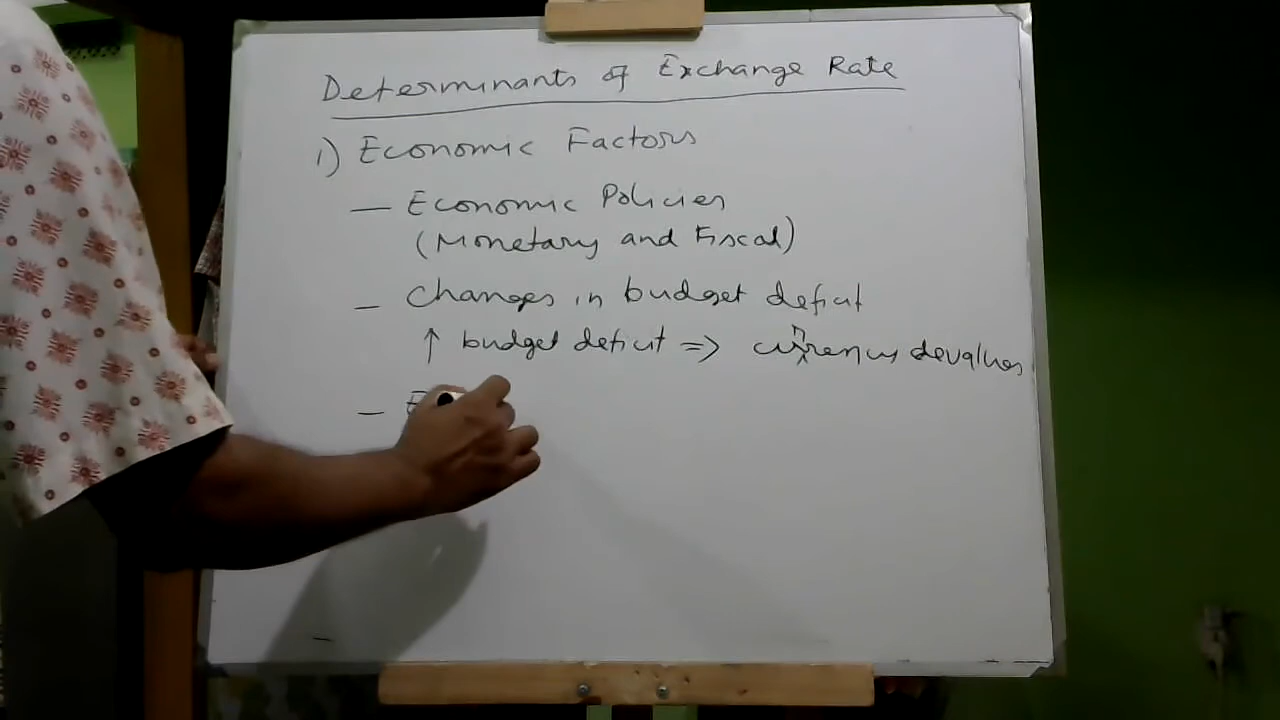 Determinants of Exchange Rate
1) Economic Factors
— Economic Policies
(Monetary and Fiscal)
— Changes in budget deficit
↑ budget deficit => currency devalues
— E